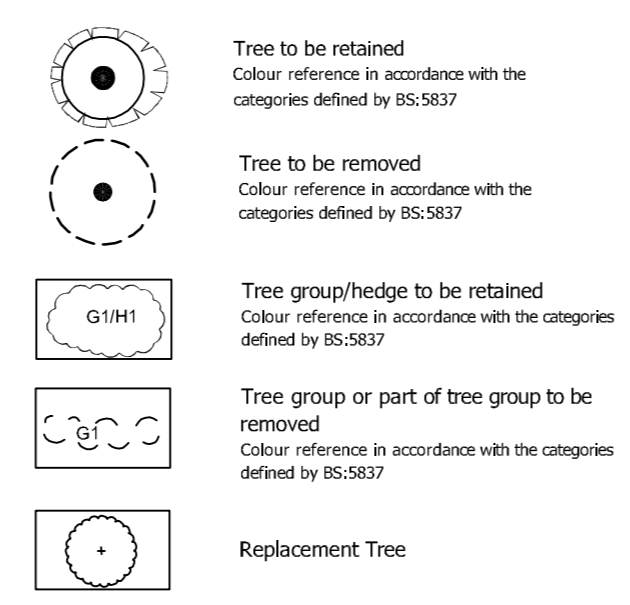 Tree to be retained
Colour reference in accordance with the
categories defined by BS:5837
Tree to be removed
Colour reference in accordance with the
categories defined by BS:5837
G1/H1
Tree group/hedge to be retained
Colour reference in accordance with the categories
defined by BS:5837
G1
Tree group or part of tree group to be
removed
Colour reference in accordance with the categories
defined by BS:5837
Replacement Tree